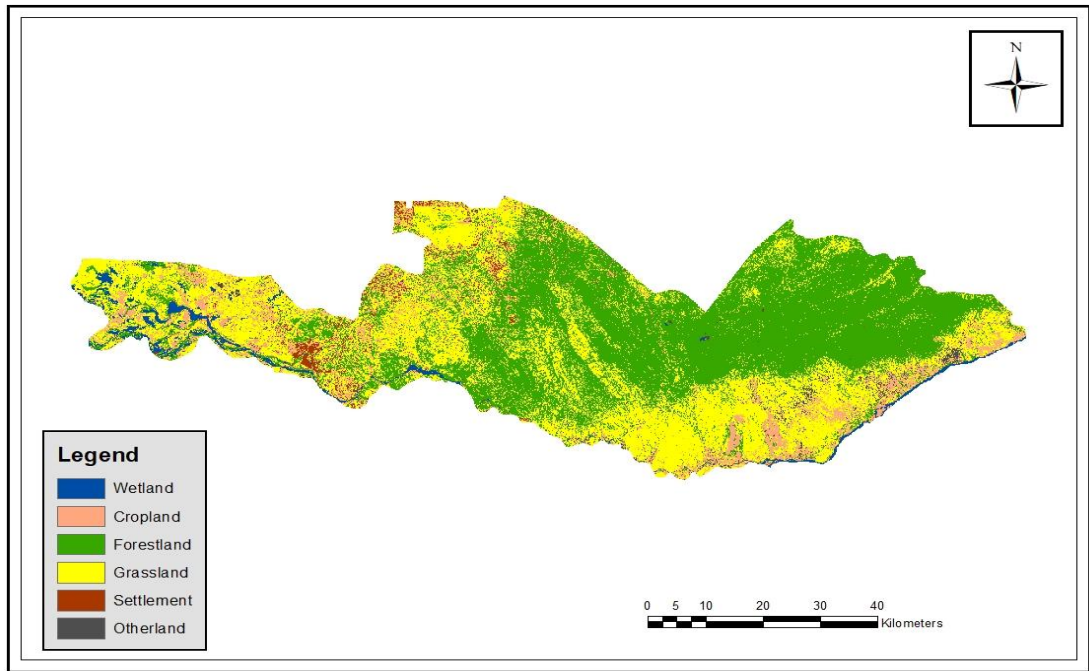 N
Legend
Wetland
Cropland
Forestland
Grassland
Settlement
Otherland
0 5 10 20 30 40
Kilometers